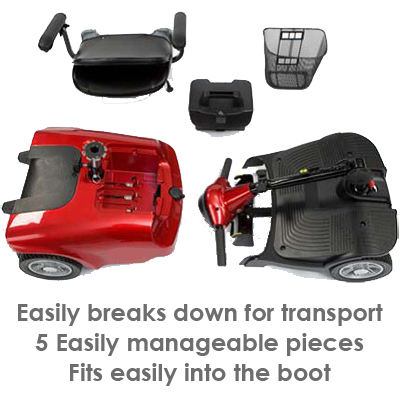 Easily breaks down for transport
5 Easily manageable pieces
Fits easily into the boot